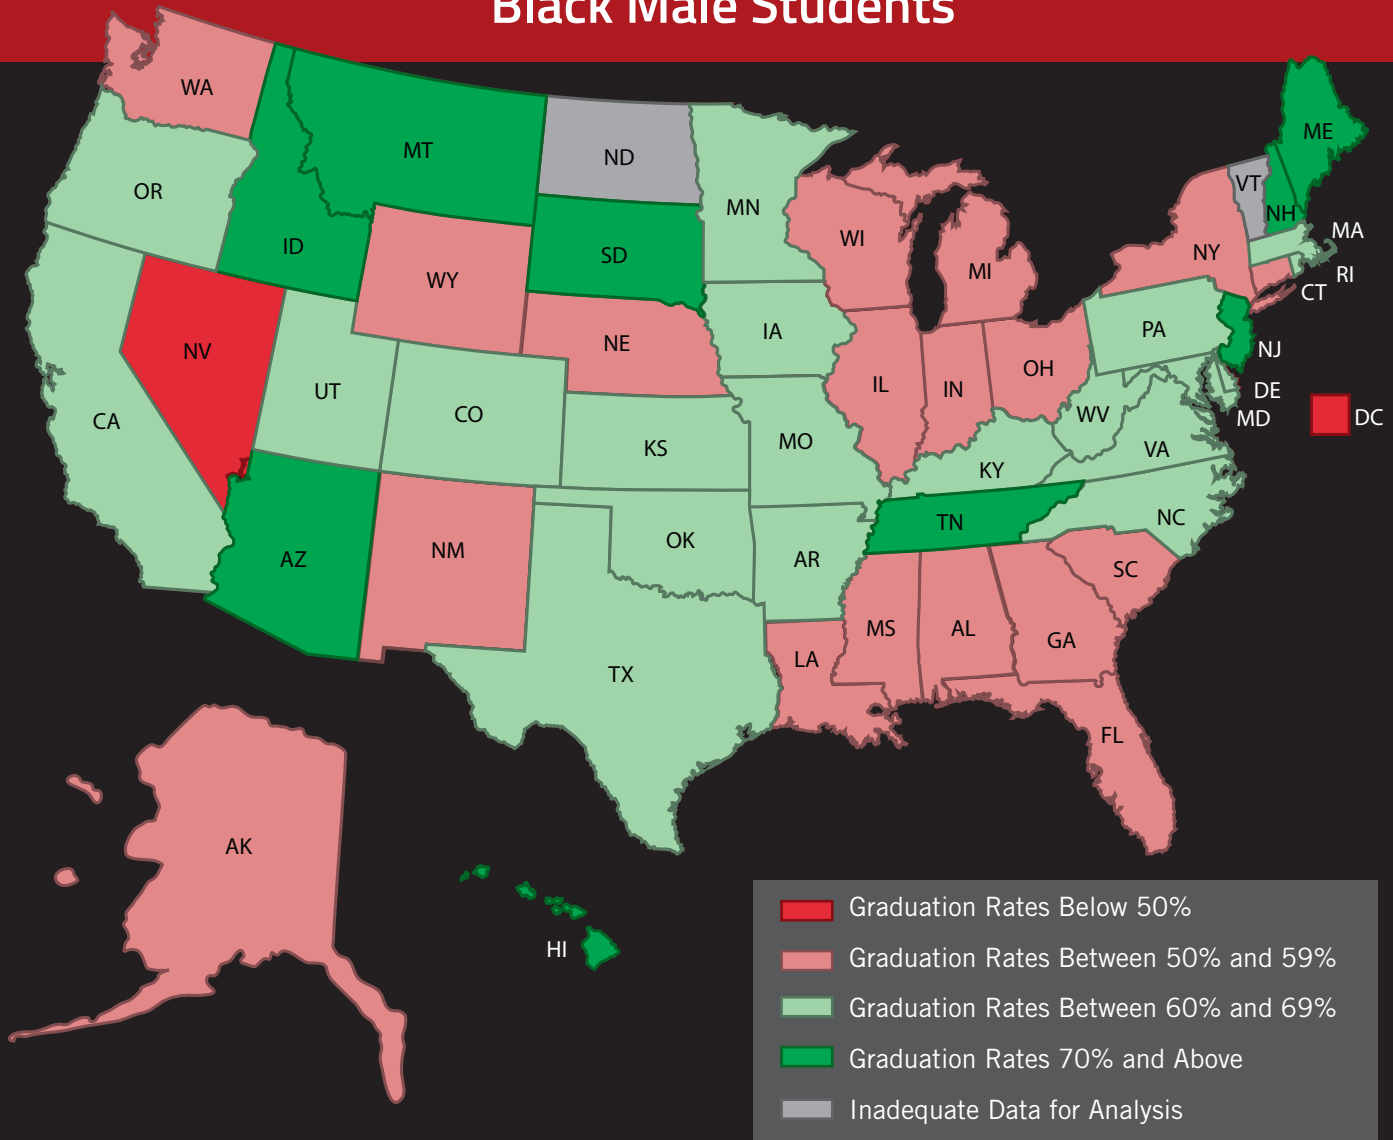 Black Male Students
WA
MT
ND
ME
OR
ID
SD
MN
WI
MI
NY
VT
NH
MA
RI
CT
WY
NE
IA
PA
NJ
NV
UT
CO
IL
IN
OH
DE
MD
DC
CA
KS
MO
WV
VA
KY
NC
TN
AZ
NM
OK
AR
SC
MS
AL
GA
LA
TX
FL
AK
HI
Graduation Rates Below 50%
Graduation Rates Between 50% and 59%
Graduation Rates Between 60% and 69%
Graduation Rates 70% and Above
Inadequate Data for Analysis